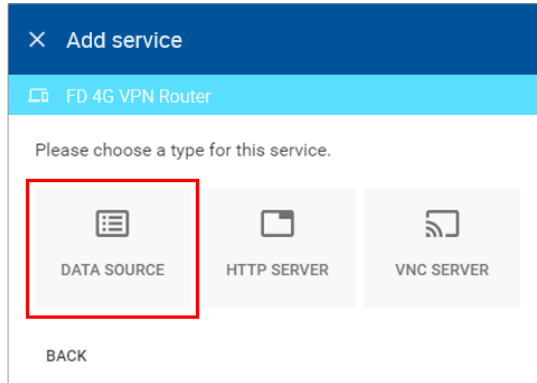 Add service
FD 4G VPN Router
Please choose a type for this service.
DATA SOURCE
HTTP SERVER
VNC SERVER
BACK